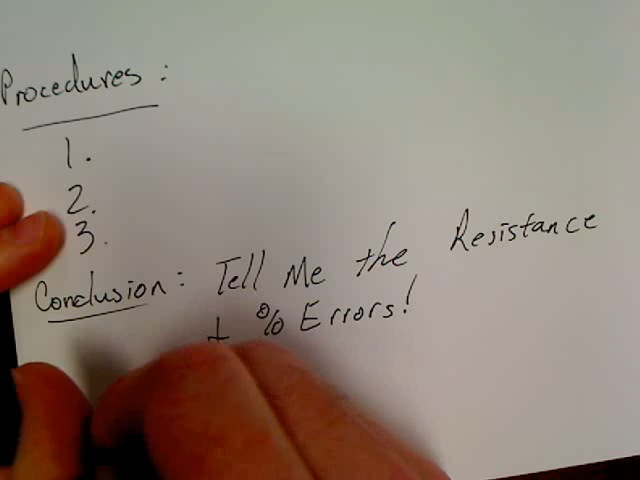 Procedures :
1.
2.
3.
Conclusion : Tell Me the Resistance
+ % Errors!